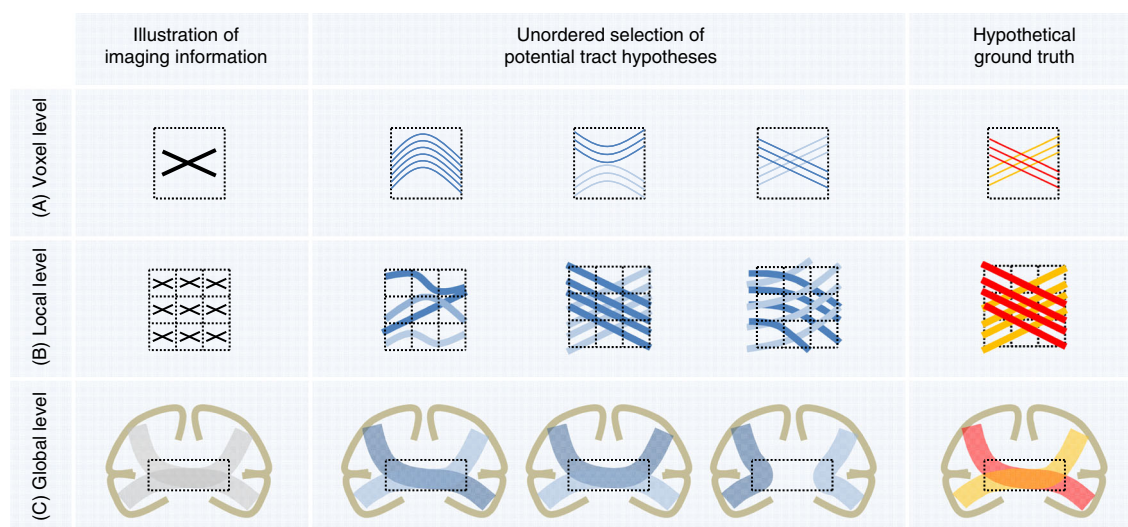 Illustration of
imaging information
Unordered selection of
potential tract hypotheses
Hypothetical
ground truth
(A) Voxel level
(B) Local level
(C) Global level